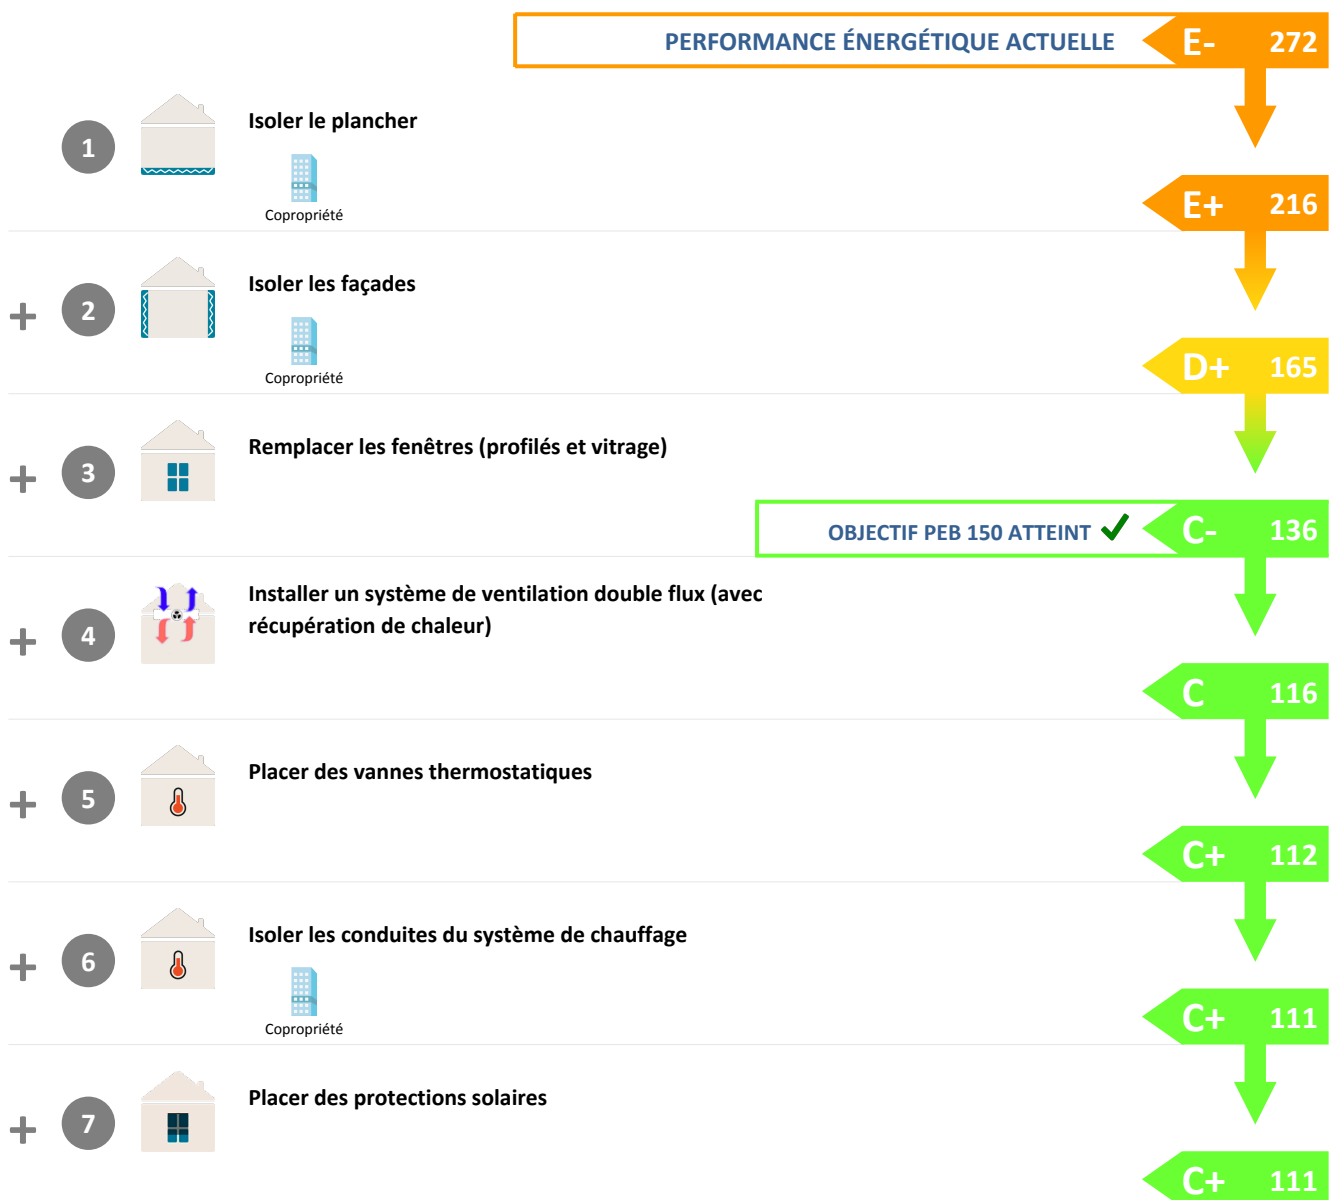 PERFORMANCE ÉNERGÉTIQUE ACTUELLE E- 272
1 Isoler le plancher
Copropriété
E+ 216
+ 2 Isoler les façades
Copropriété
D+ 165
+ 3 Remplacer les fenêtres (profilés et vitrage)
OBJECTIF PEB 150 ATTEINT C- 136
+ 4 Installer un système de ventilation double flux (avec
récupération de chaleur)
C 116
+ 5 Placer des vannes thermostatiques
C+ 112
+ 6 Isoler les conduites du système de chauffage
Copropriété
C+ 111
+ 7 Placer des protections solaires
C+ 111